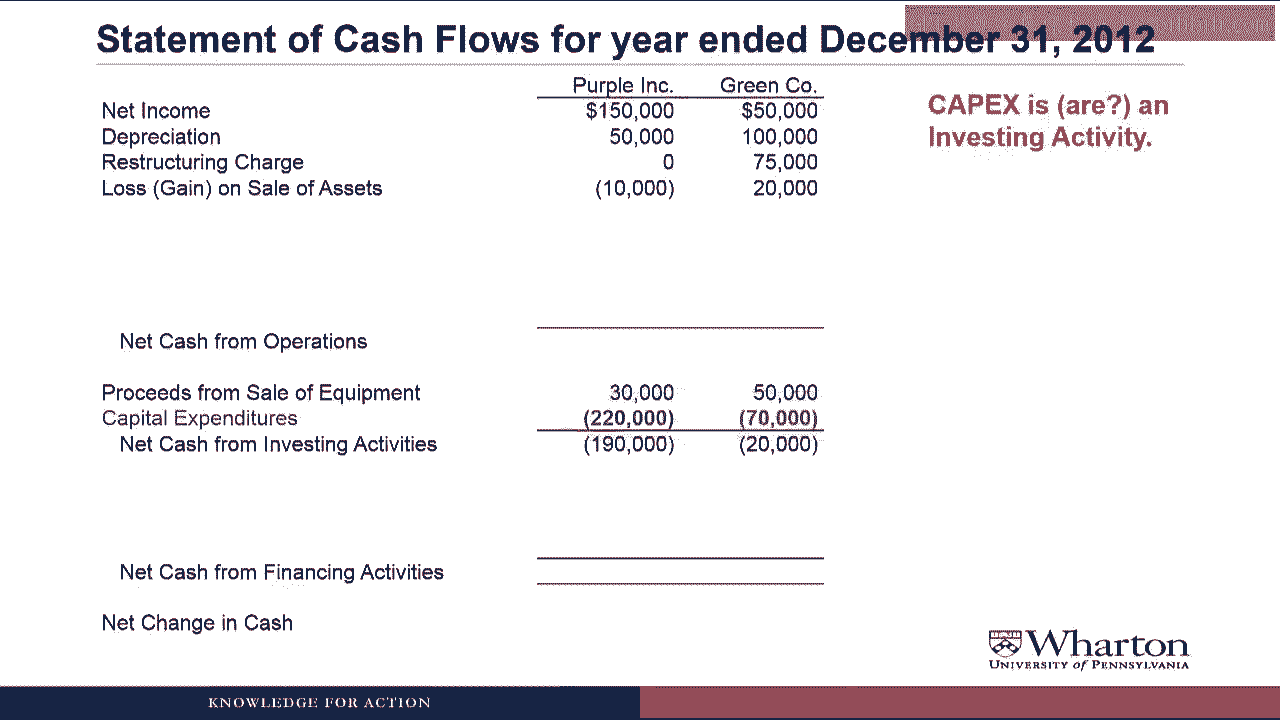 Statement of Cash Flows for year ended December 31, 2012
Purple Inc. Green Co.
Net Income $150,000 $50,000
Depreciation 50,000 100,000
Restructuring Charge 0 75,000
Loss (Gain) on Sale of Assets (10,000) 20,000
Net Cash from Operations
Proceeds from Sale of Equipment 30,000 50,000
Capital Expenditures (220,000) (70,000)
Net Cash from Investing Activities (190,000) (20,000)
Net Cash from Financing Activities
Net Change in Cash
CAPEX is (are?) an
Investing Activity.
Wharton
UNIVERSITY of PENNSYLVANIA
KNOWLEDGE FOR ACTION